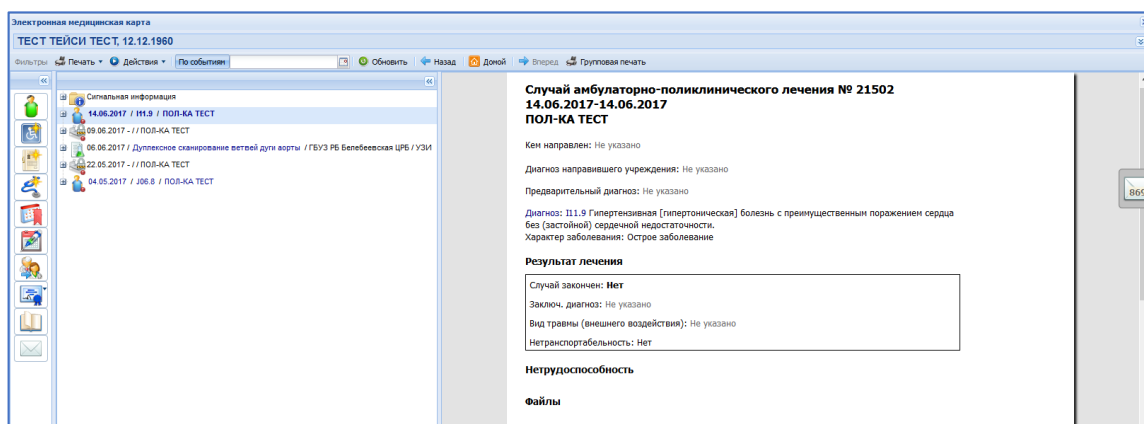 Электронная медицинская карта
ТЕСТ ТЕЙСИ ТЕСТ, 12.12.1960
Фильтры Печать Действия По событиям Обновить Назад Домой Вперед Групповая печать
Сигнальная информация
14.06.2017 / I11.9 / ПОЛ-КА ТЕСТ
09.06.2017 - / / ПОЛ-КА ТЕСТ
06.06.2017 / Дуплексное сканирование ветвей дуги аорты / ГБУЗ РБ Белебеевская ЦРБ / УЗИ
22.05.2017 - / / ПОЛ-КА ТЕСТ
04.05.2017 / J06.8 / ПОЛ-КА ТЕСТ
Случай амбулаторно-поликлинического лечения № 21502
14.06.2017-14.06.2017
ПОЛ-КА ТЕСТ
Кем направлен: Не указано
Диагноз направившего учреждения: Не указано
Предварительный диагноз: Не указано
Диагноз: I11.9 Гипертензивная [гипертоническая] болезнь с преимущественным поражением сердца
без (застойной) сердечной недостаточности.
Характер заболевания: Острое заболевание
Результат лечения
Случай закончен: Нет
Заключ. диагноз: Не указано
Вид травмы (внешнего воздействия): Не указано
Нетранспортабельность: Нет
Нетрудоспособность
Файлы
869